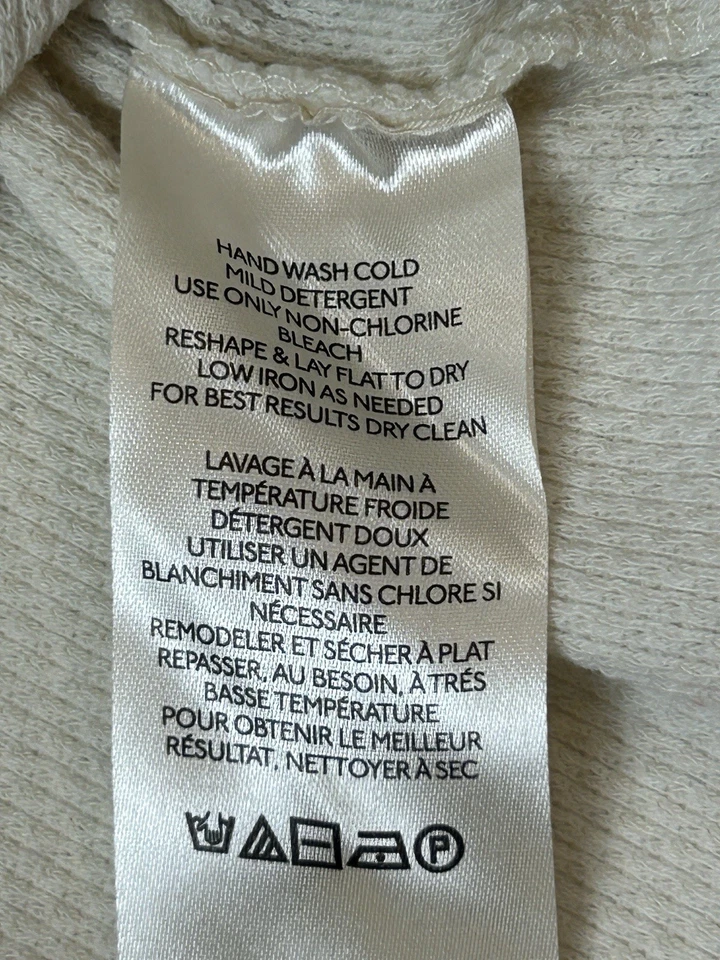 HAND WASH COLD
MILD DETERGENT
USE ONLY NON-CHLORINE
BLEACH
RESHAPE & LAY FLAT TO DRY
LOW IRON AS NEEDED
FOR BEST RESULTS DRY CLEAN
LAVAGE À LA MAIN À
TEMPÉRATURE FROIDE
DÉTERGENT DOUX
UTILISER UN AGENT DE
BLANCHIMENT SANS CHLORE SI
NÉCESSAIRE
REMODELER ET SÉCHER À PLAT
REPASSER, AU BESOIN, À TRÉS
BASSE TEMPÉRATURE
POUR OBTENIR LE MEILLEUR
RÉSULTAT, NETTOYER À SEC
P